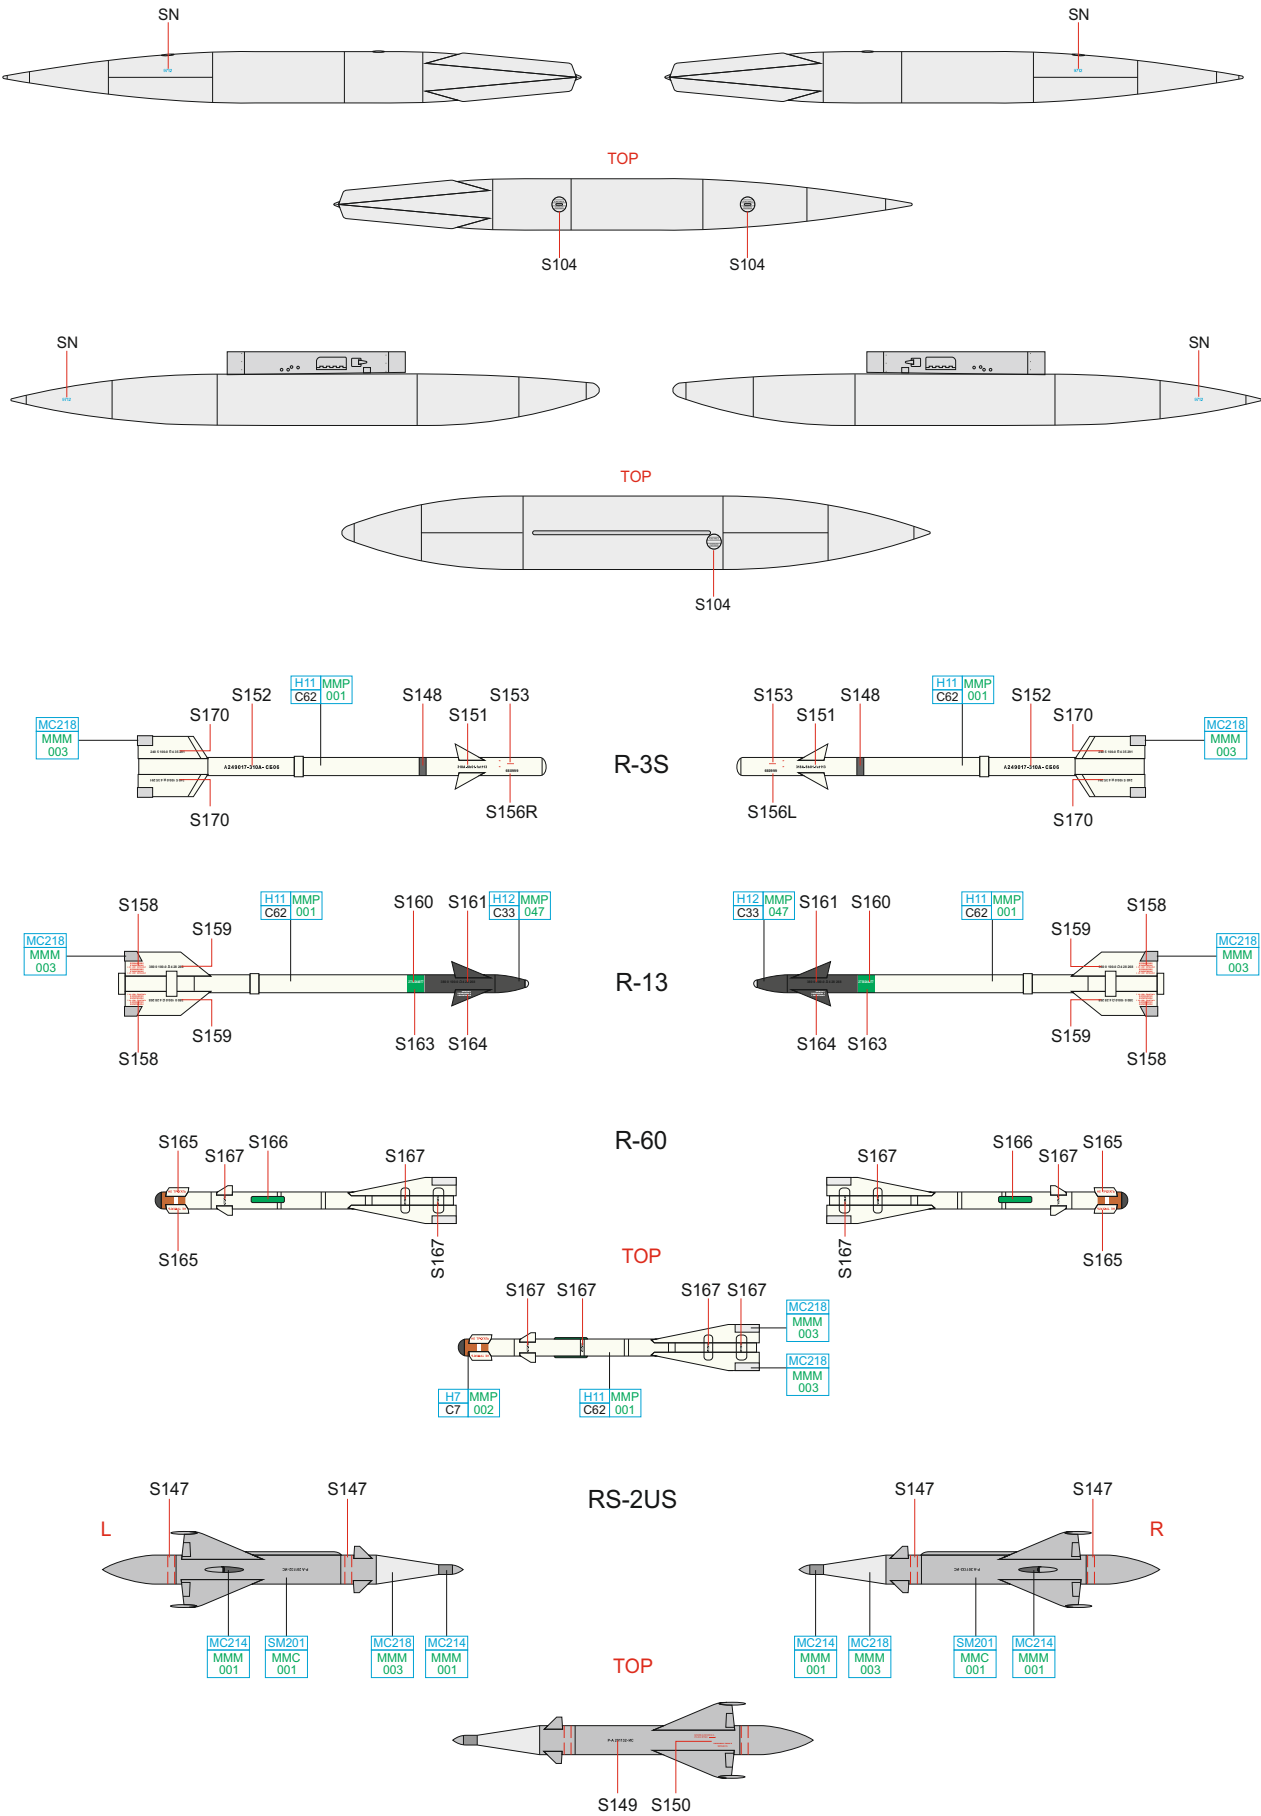 SN SN
TOP
S104 S104
SN SN
TOP
S104
R-3S
MC218 MMM 003
S170
S152
H11 C62 MMP 001
S148
S151
S153
A249017-310A-СБ06
S170
S156R
S153
S151
S148
H11 C62 MMP 001
S152
S170
MC218 MMM 003
A249017-310A-СБ06
S156L
S170
R-13
MC218 MMM 003
S158
S159
H11 C62 MMP 001
S160
S161
H12 C33 MMP 047
S158
S159
S163
S164
H12 C33 MMP 047
S161
S160
H11 C62 MMP 001
S159
S158
MC218 MMM 003
S164
S163
S159
S158
R-60
S165 S167 S166 S167
S165 S167
S167 S166 S167 S165
S167 S165
TOP
S167 S167 S167 S167
MC218 MMM 003
MC218 MMM 003
H7 C7 MMP 002
H11 C62 MMP 001
RS-2US
L
S147 S147
S147 S147
R
MC214 MMM 001
SM201 MMC 001
MC218 MMM 003
MC214 MMM 001
MC214 MMM 001
MC218 MMM 003
SM201 MMC 001
MC214 MMM 001
TOP
S149 S150